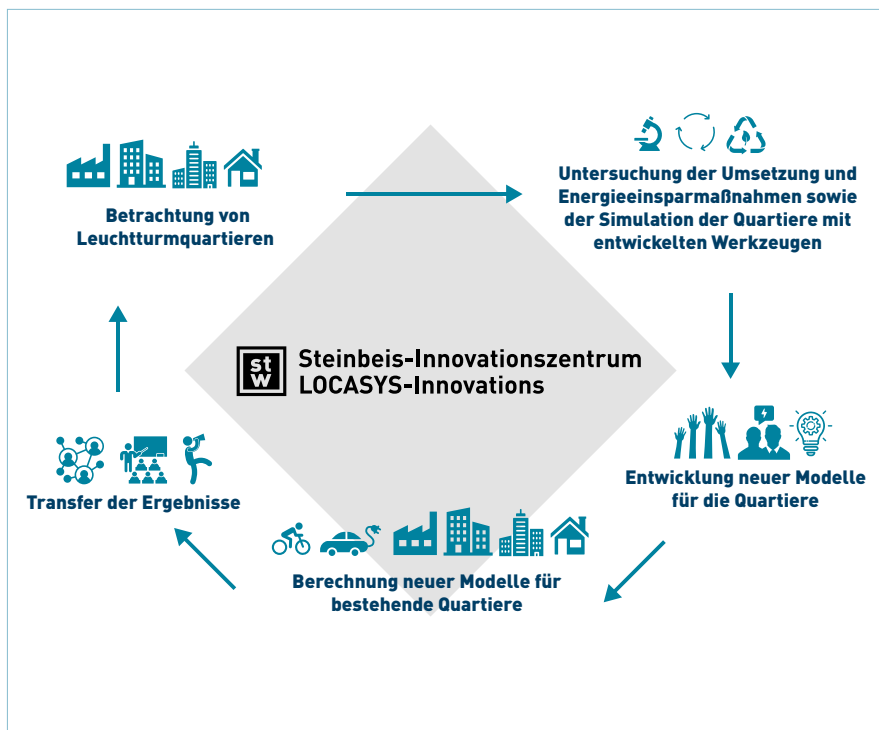 Betrachtung von
Leuchtturmquartieren
Untersuchung der Umsetzung und
Energieeinsparmaßnahmen sowie
der Simulation der Quartiere mit
entwickelten Werkzeugen
stw
Steinbeis-Innovationszentrum
LOCASYS-Innovations
Entwicklung neuer Modelle
für die Quartiere
Berechnung neuer Modelle für
bestehende Quartiere
Transfer der Ergebnisse